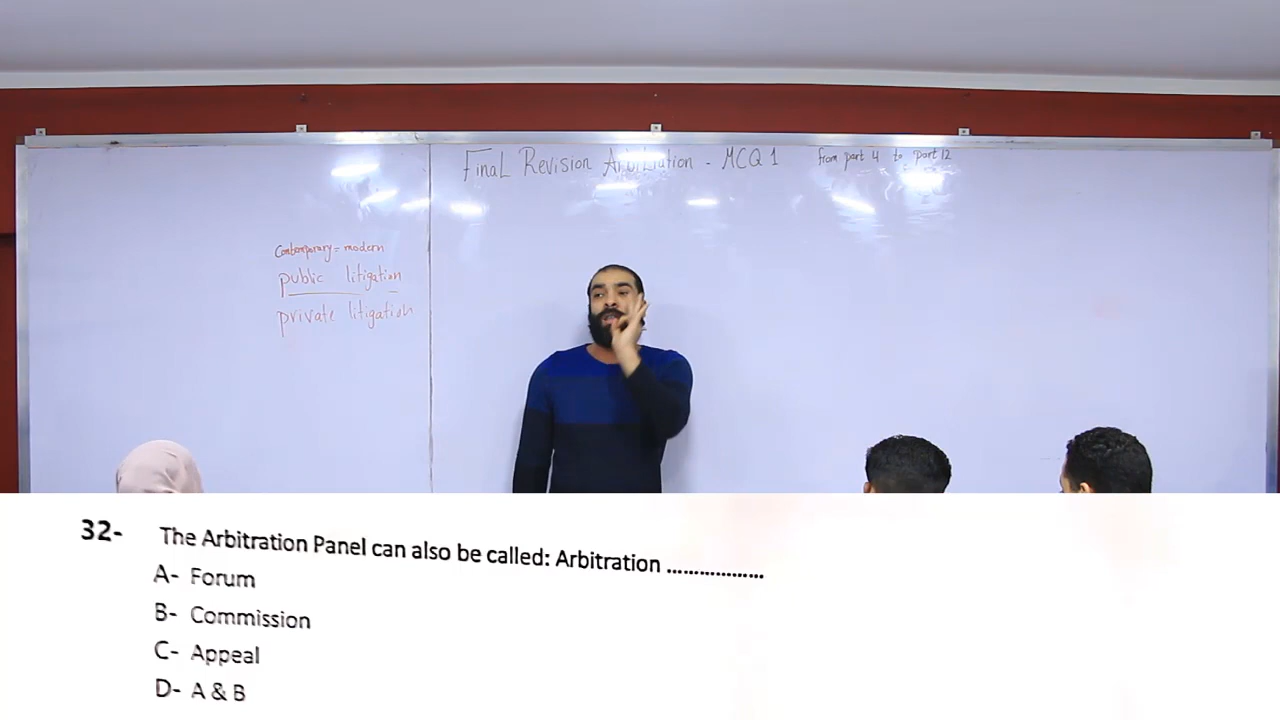 Final Revision Arbitration - MCQ 1 from part 4 to part 12
Contemporary = modern
public litigation
private litigation
32- The Arbitration Panel can also be called: Arbitration ...................
A- Forum
B- Commission
C- Appeal
D- A & B